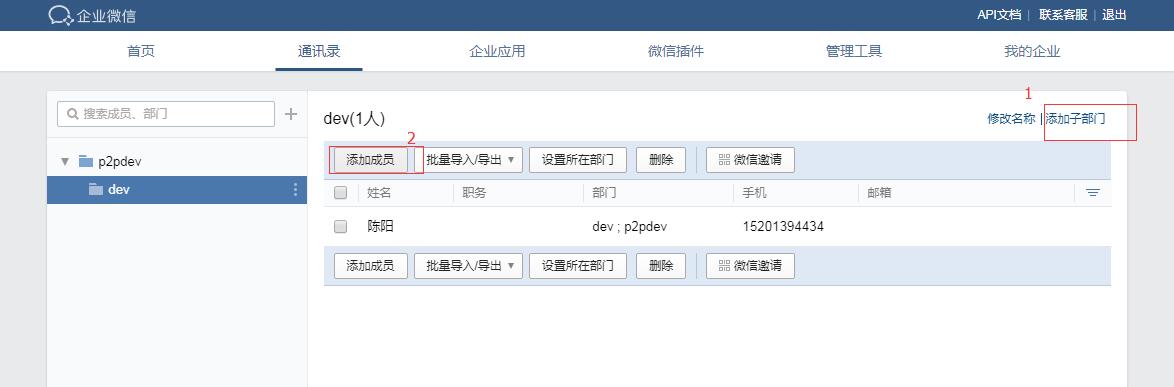 企业微信
API文档 | 联系客服 | 退出
首页 通讯录 企业应用 微信插件 管理工具 我的企业
搜索成员、部门
p2pdev
dev
1
dev(1人)
修改名称 | 添加子部门
2
添加成员 批量导入/导出 设置所在部门 删除 微信邀请
姓名 职务 部门 手机 邮箱
陈阳 dev ; p2pdev 15201394434
添加成员 批量导入/导出 设置所在部门 删除 微信邀请